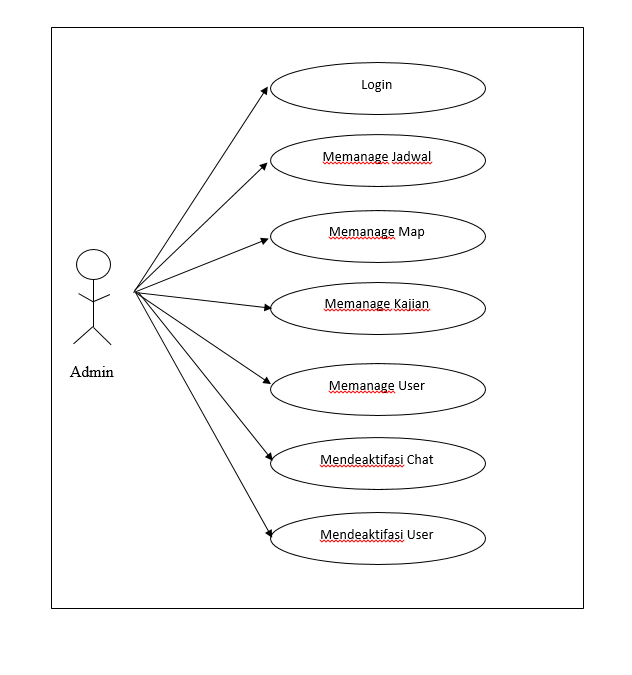 Login
Memanage Jadwal
Memanage Map
Memanage Kajian
Admin
Memanage User
Mendeaktifasi Chat
Mendeaktifasi User